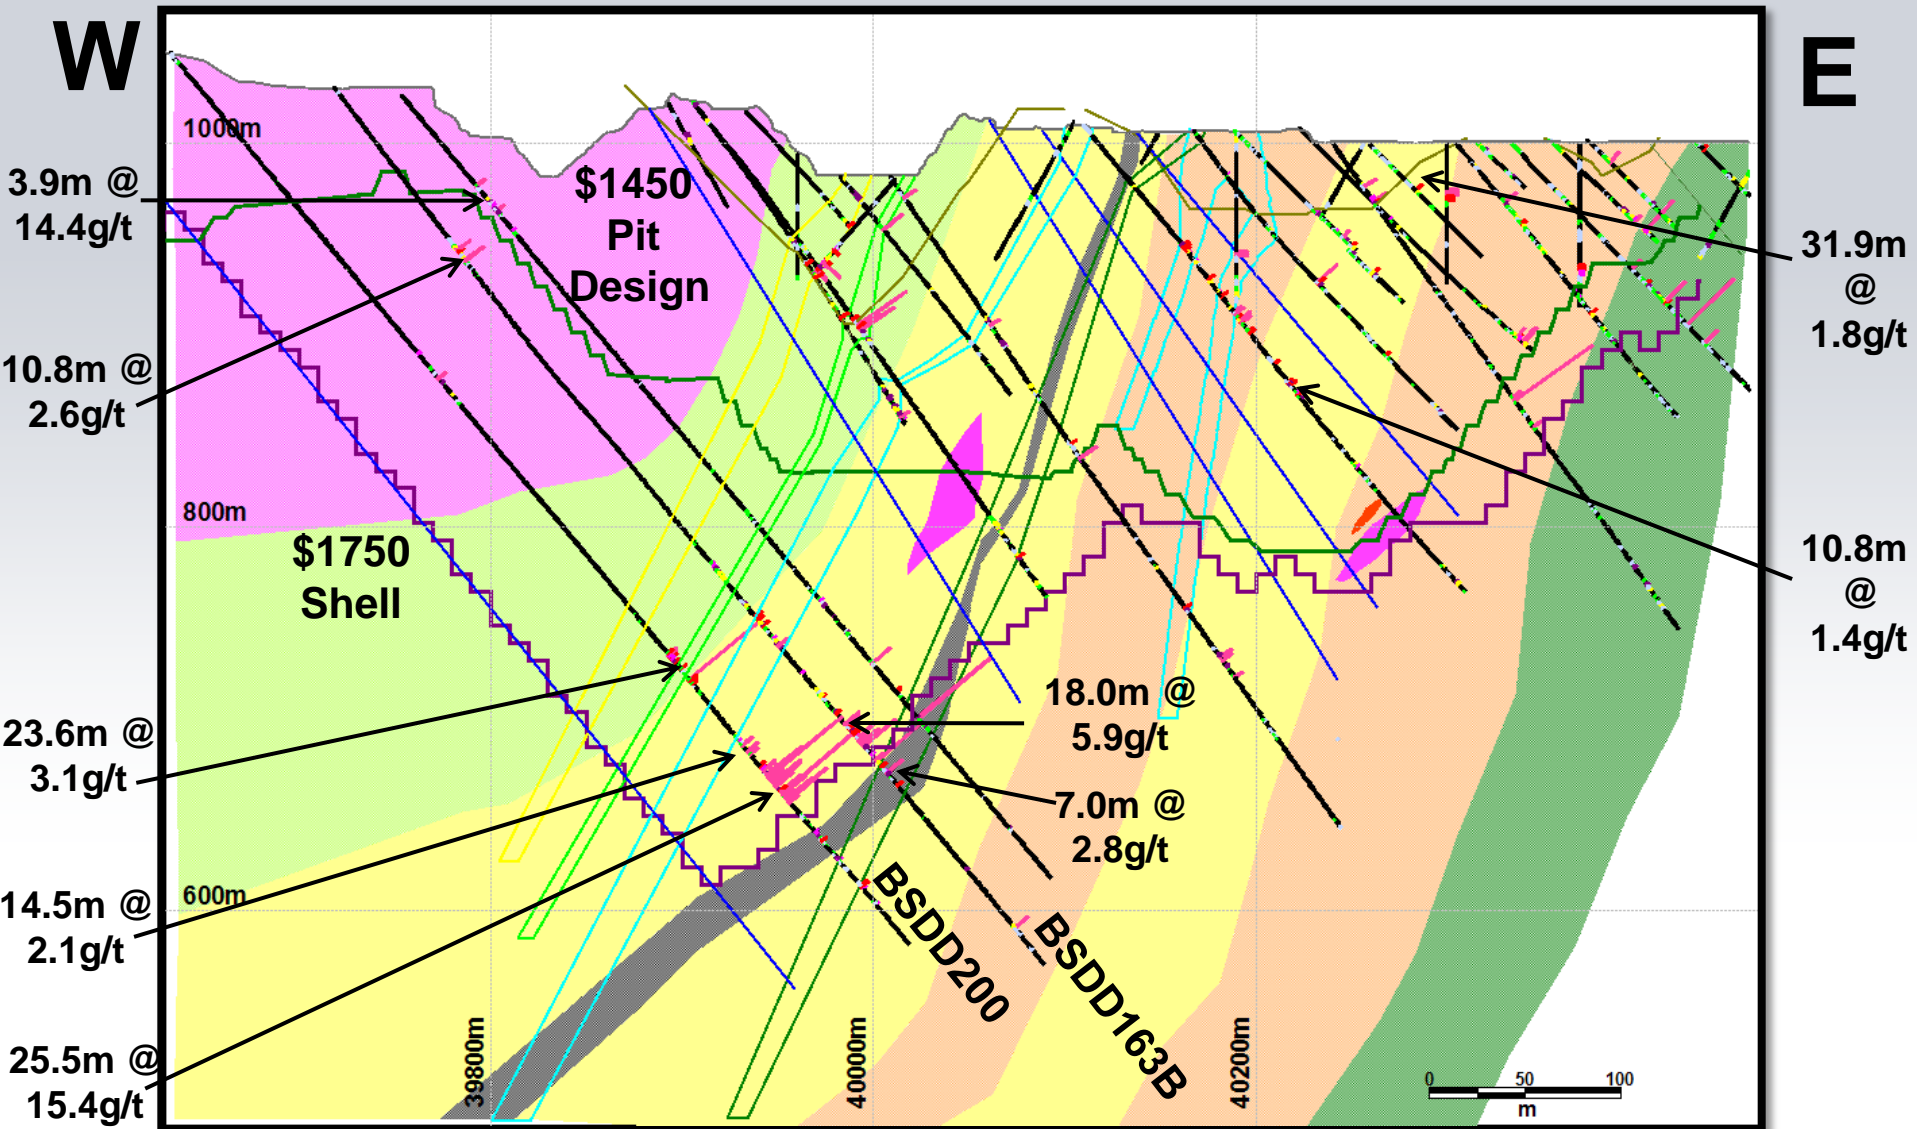 W
E
1000m
$1450
Pit
Design
3.9m @
14.4g/t
31.9m
@
1.8g/t
10.8m @
2.6g/t
800m
$1750
Shell
10.8m
@
1.4g/t
23.6m @
3.1g/t
18.0m @
5.9g/t
7.0m @
2.8g/t
600m
14.5m @
2.1g/t
BSDD200
BSDD163B
25.5m @
15.4g/t
39800m
40000m
40200m
0 50 100
m